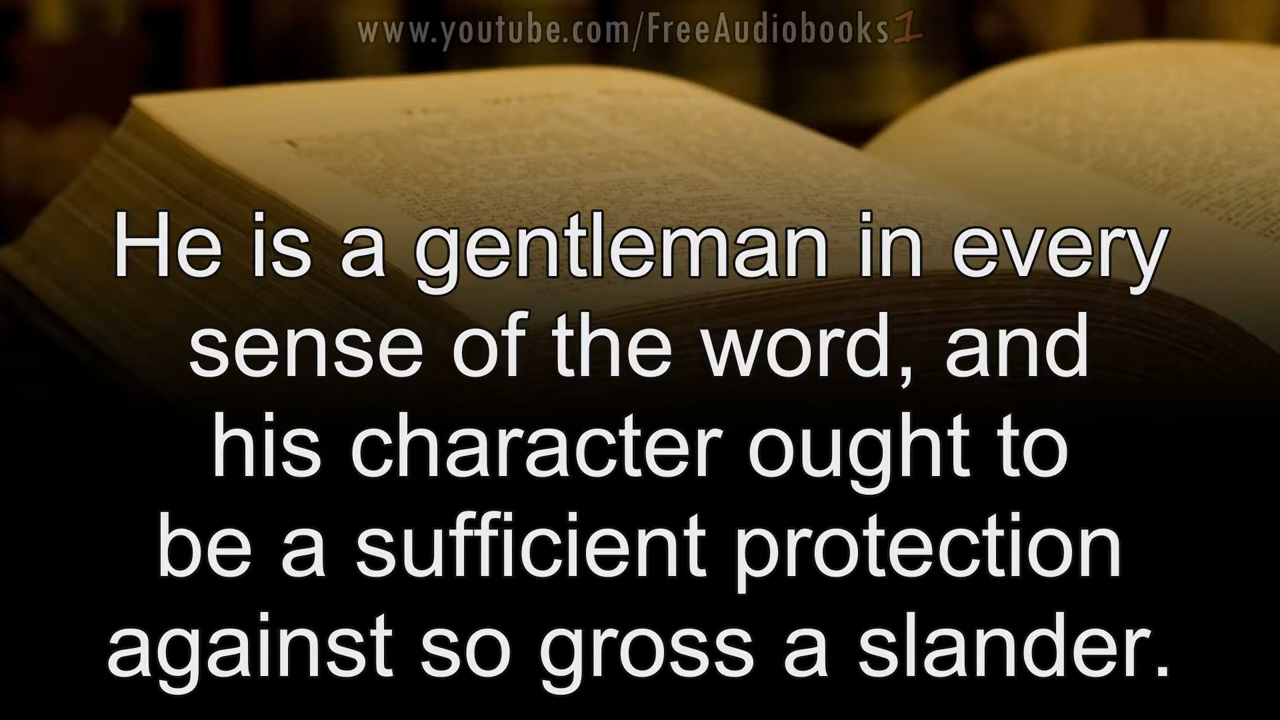 www.youtube.com/FreeAudiobooks1
He is a gentleman in every
sense of the word, and
his character ought to
be a sufficient protection
against so gross a slander.